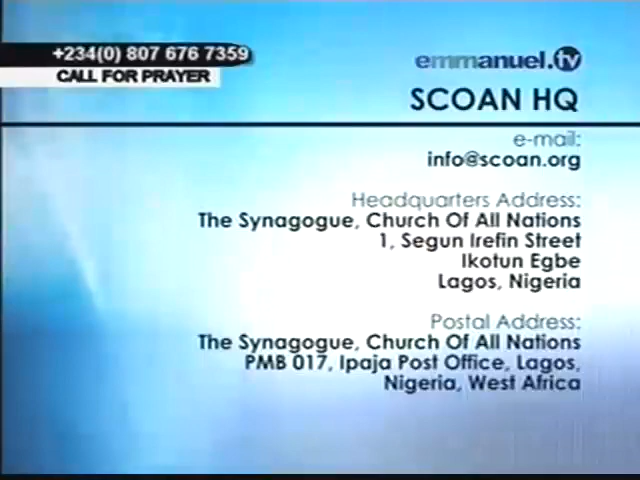 +234(0) 807 676 7359
CALL FOR PRAYER
emmanuel.tv
SCOAN HQ
e-mail:
info@scoan.org
Headquarters Address:
The Synagogue, Church Of All Nations
1, Segun Irefin Street
Ikotun Egbe
Lagos, Nigeria
Postal Address:
The Synagogue, Church Of All Nations
PMB 017, Ipaja Post Office, Lagos,
Nigeria, West Africa